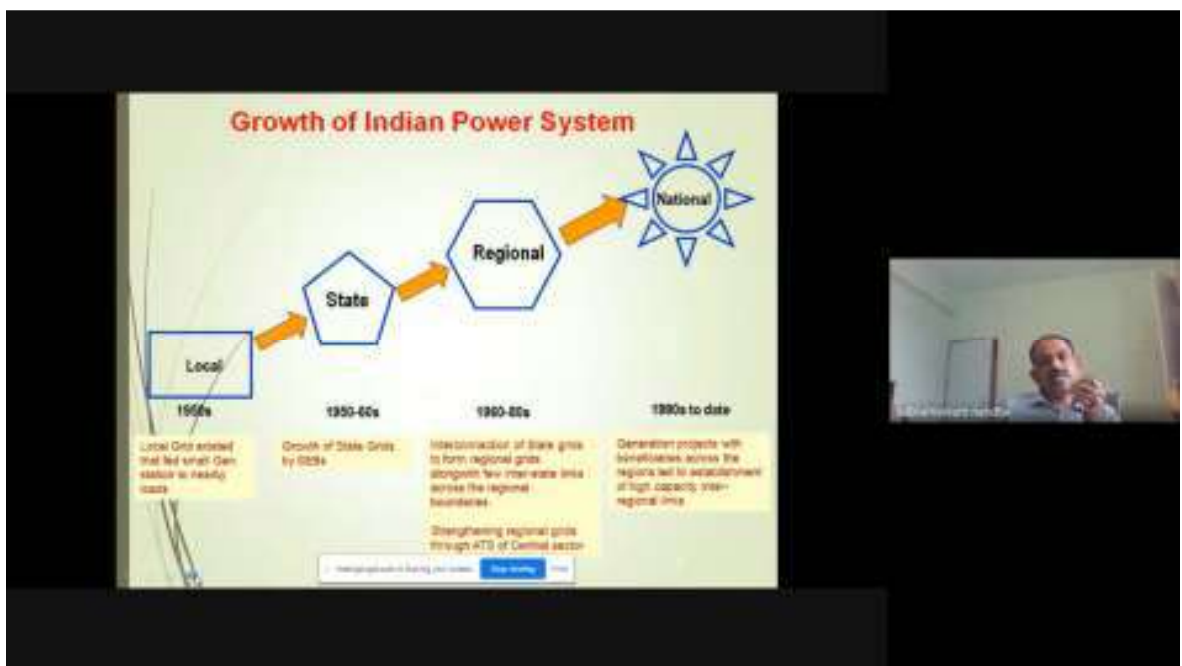 Growth of Indian Power System
National
Regional
State
Local
1950s
1950-60s
1960-80s
1990s to date
Local Grid existed
that fed small Gen
station to nearby
loads
Growth of State Grids
by SEBs
Interconnection of State grids
to form regional grids
alongwith few inter-state links
across the regional
boundaries.
Strengthening regional grids
through ATS of Central sector
Generation projects with
beneficiaries across the
regions led to establishment
of high capacity inter-
regional links
Stop sharing
Hide